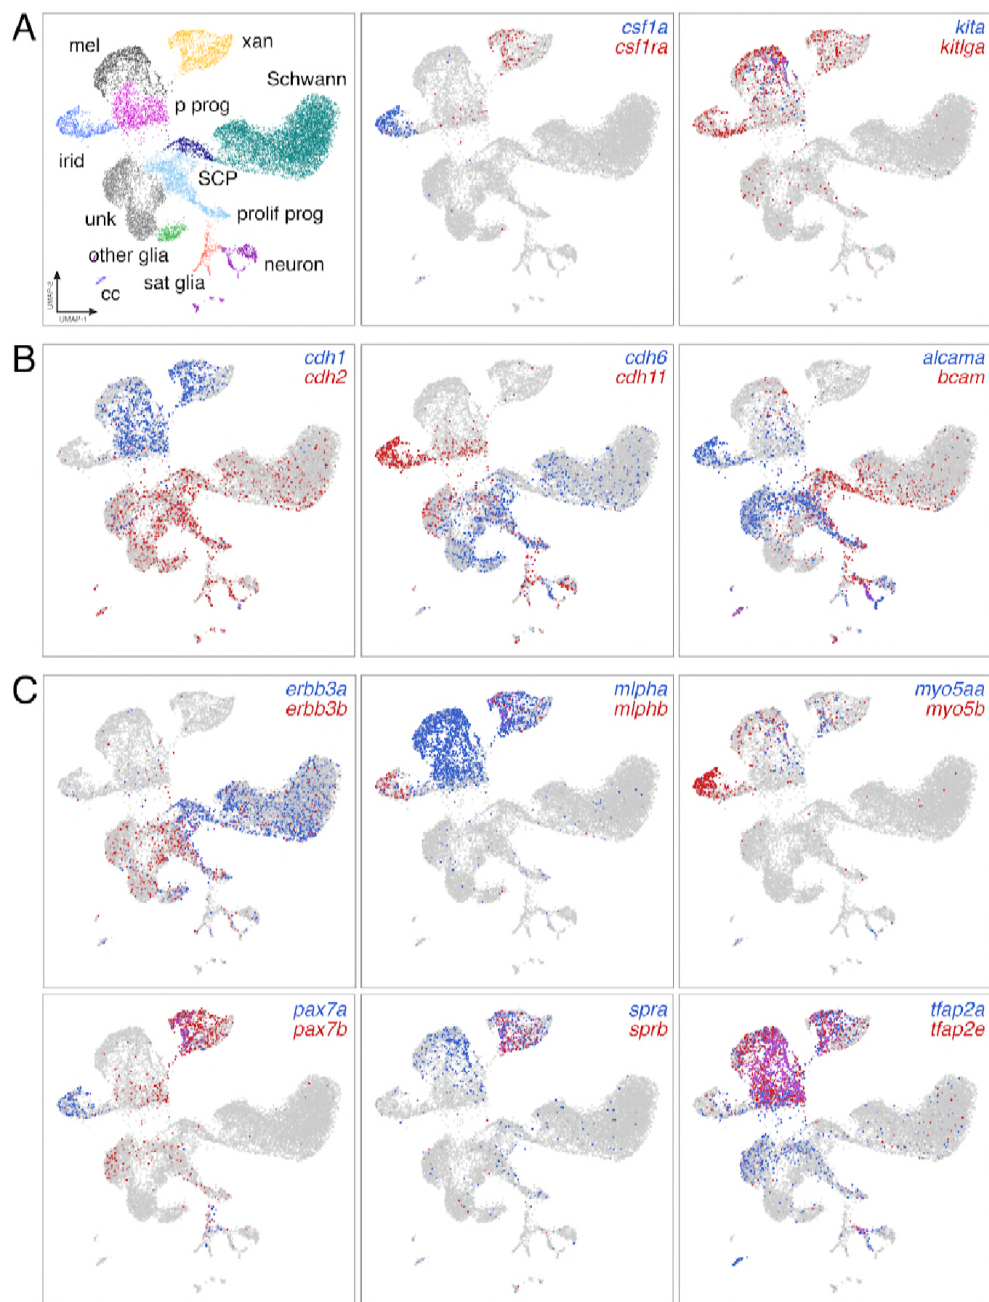 A
mel
xan
Schwann
p prog
irid
SCP
unk
prolif prog
other glia
sat glia
neuron
cc
UMAP-2
UMAP-1
csf1a
csf1ra
kita
kitlga
B
cdh1
cdh2
cdh6
cdh11
alcama
bcam
C
erbb3a
erbb3b
mlpha
mlphb
myo5aa
myo5b
pax7a
pax7b
spra
sprb
tfap2a
tfap2e